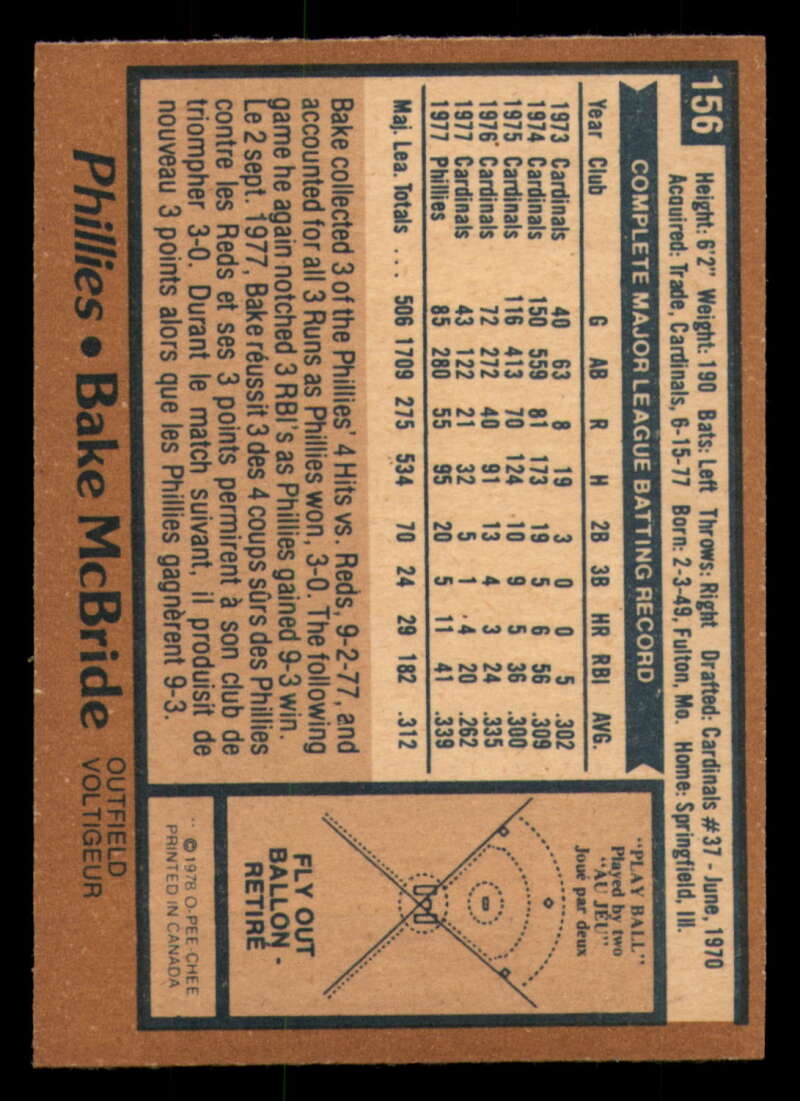 156
Height: 6'2" Weight: 190 Bats: Left Throws: Right Drafted: Cardinals #37 - June, 1970
Acquired: Trade, Cardinals, 6-15-77 Born: 2-3-49, Fulton, Mo. Home: Springfield, Ill.
COMPLETE MAJOR LEAGUE BATTING RECORD
Year Club G AB R H 2B 3B HR RBI AVG.
1973 Cardinals 40 63 8 19 3 0 0 5 .302
1974 Cardinals 150 559 81 173 19 5 6 56 .309
1975 Cardinals 116 413 70 124 10 9 5 36 .300
1976 Cardinals 72 272 40 91 13 4 3 24 .335
1977 Cardinals 43 122 21 32 5 1 4 20 .262
1977 Phillies 85 280 55 95 20 5 11 41 .339
Maj. Lea. Totals ... 506 1709 275 534 70 24 29 182 .312
Bake collected 3 of the Phillies' 4 Hits vs. Reds, 9-2-77, and
accounted for all 3 Runs as Phillies won, 3-0. The following
game he again notched 3 RBI's as Phillies gained 9-3 win.
Le 2 sept. 1977, Bake réussit 3 des 4 coups sûrs des Phillies
contre les Reds et ses 3 points permirent à son club de
triompher 3-0. Durant le match suivant, il produisit de
nouveau 3 points alors que les Phillies gagnèrent 9-3.
"PLAY BALL"
Played by two
"AU JEU"
Joué par deux
FLY OUT
BALLON -
RETIRÉ
© 1978 O-PEE-CHEE
PRINTED IN CANADA
Phillies • Bake McBride
OUTFIELD
VOLTIGEUR